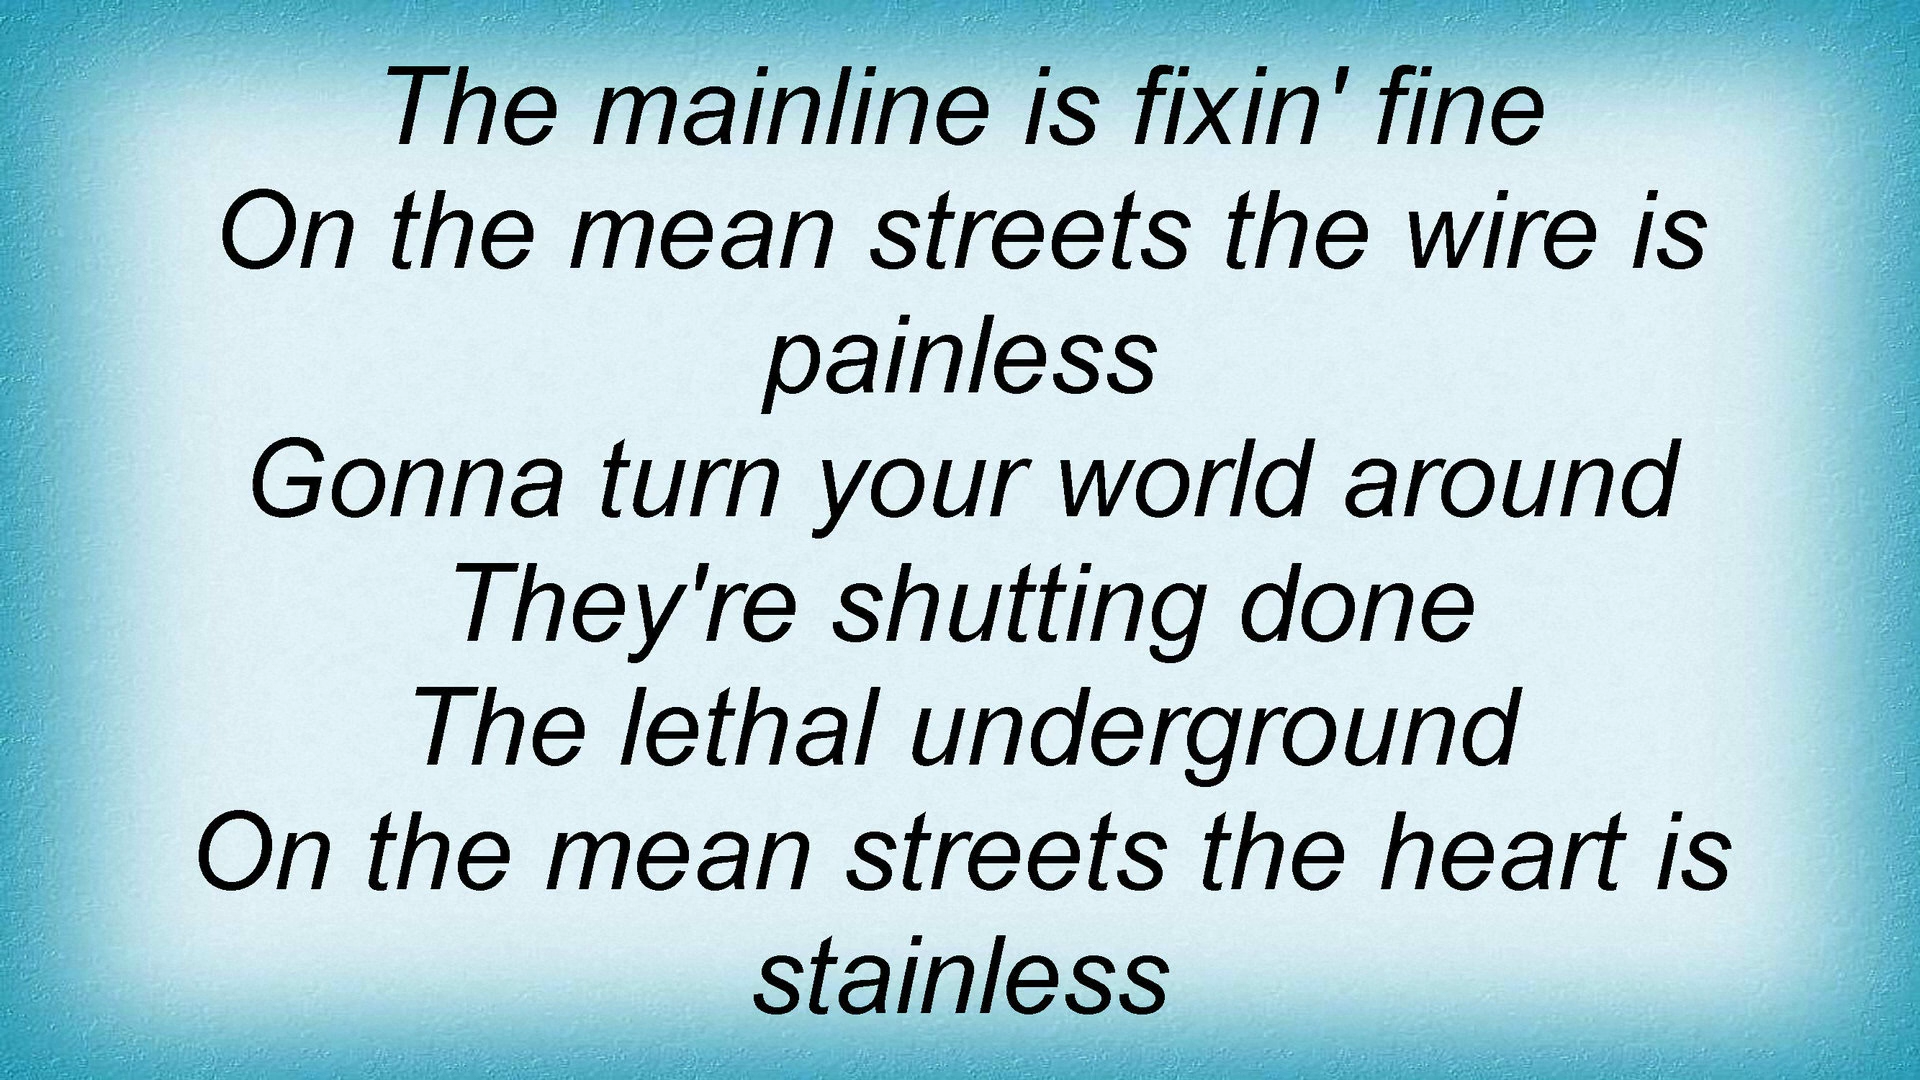 The mainline is fixin' fine
On the mean streets the wire is
painless
Gonna turn your world around
They're shutting done
The lethal underground
On the mean streets the heart is
stainless